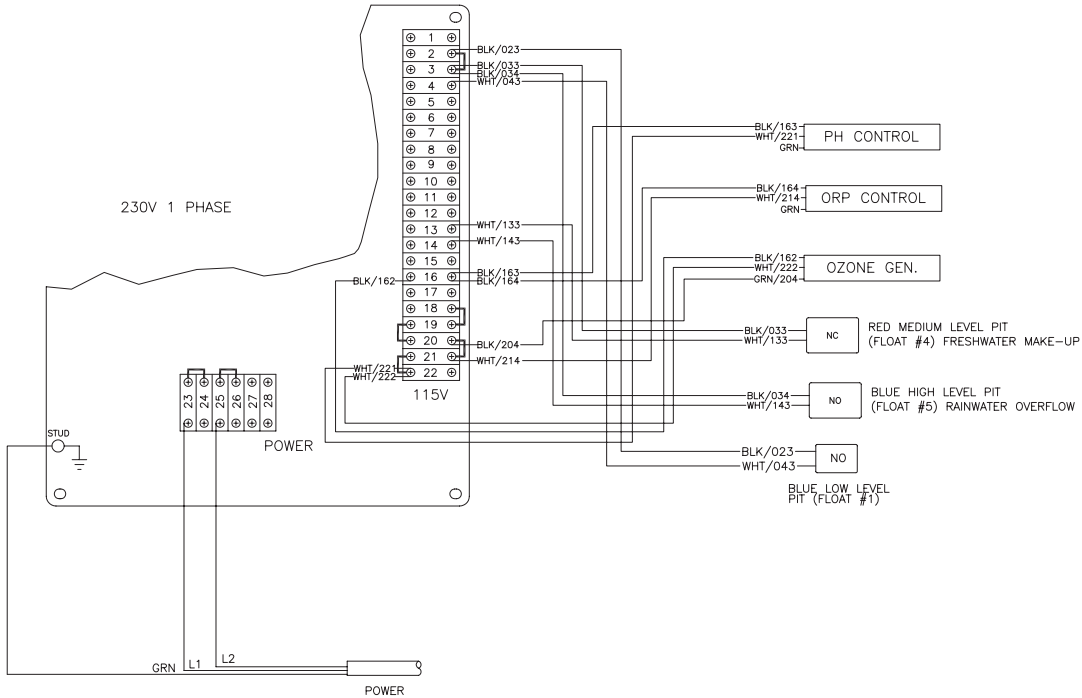 1
2
3
4
5
6
7
8
9
10
11
12
13
14
15
16
17
18
19
20
21
22
115V
BLK/023
BLK/033
BLK/034
WHT/043
WHT/133
WHT/143
BLK/163
BLK/164
BLK/162
BLK/204
WHT/214
WHT/221
WHT/222
230V 1 PHASE
BLK/163
WHT/221
GRN
PH CONTROL
BLK/164
WHT/214
GRN
ORP CONTROL
BLK/162
WHT/222
GRN/204
OZONE GEN.
BLK/033
WHT/133
NC
RED MEDIUM LEVEL PIT
(FLOAT #4) FRESHWATER MAKE-UP
BLK/034
WHT/143
NO
BLUE HIGH LEVEL PIT
(FLOAT #5) RAINWATER OVERFLOW
BLK/023
WHT/043
NO
BLUE LOW LEVEL
PIT (FLOAT #1)
23
24
25
26
27
28
POWER
STUD
GRN
L1
L2
POWER